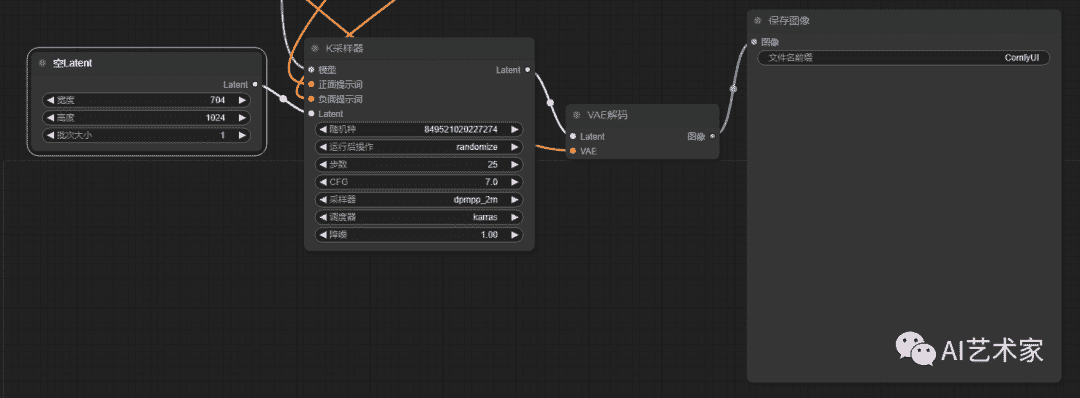 空Latent
Latent
宽度 704
高度 1024
批次大小 1
K采样器
模型 Latent
正面提示词
负面提示词
Latent
随机种 849521020227274
运行后操作 randomize
步数 25
CFG 7.0
采样器 dpmpp_2m
调度器 karras
降噪 1.00
VAE解码
Latent 图像
VAE
保存图像
图像
文件名前缀 ComfyUI
AI艺术家